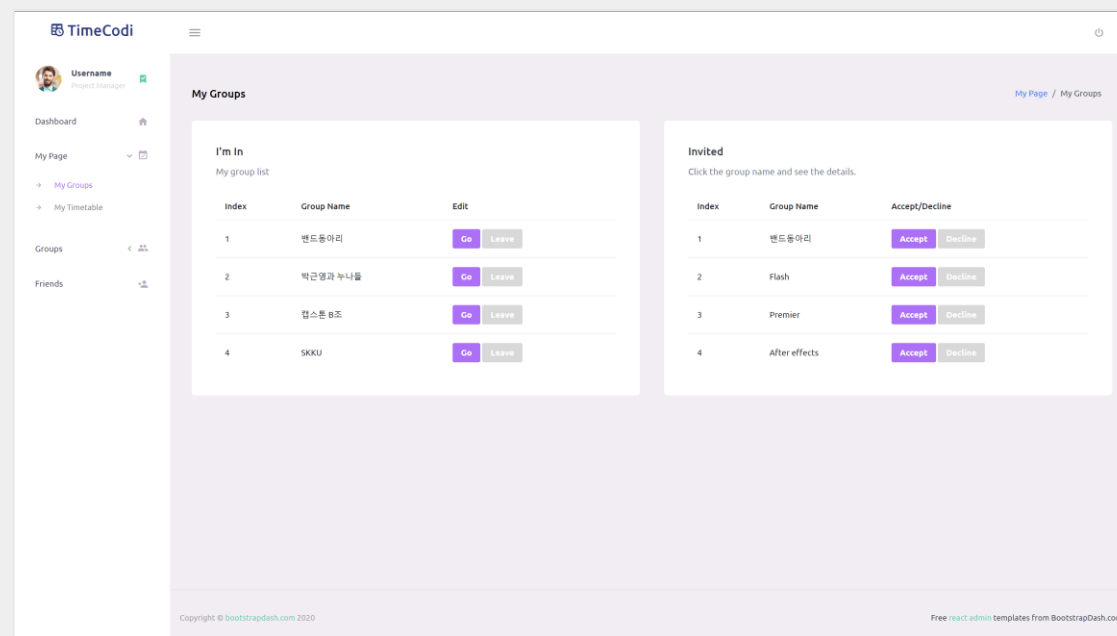 TimeCodi
Username
Project Manager
Dashboard
My Page
My Groups
My Timetable
Groups
Friends
My Groups
My Page / My Groups
I'm In
My group list
Index Group Name Edit
1 밴드동아리 Go Leave
2 박근영과 누나들 Go Leave
3 캡스톤 B조 Go Leave
4 SKKU Go Leave
Invited
Click the group name and see the details.
Index Group Name Accept/Decline
1 밴드동아리 Accept Decline
2 Flash Accept Decline
3 Premier Accept Decline
4 After effects Accept Decline
Copyright © bootstrapdash.com 2020
Free react admin templates from BootstrapDash.com